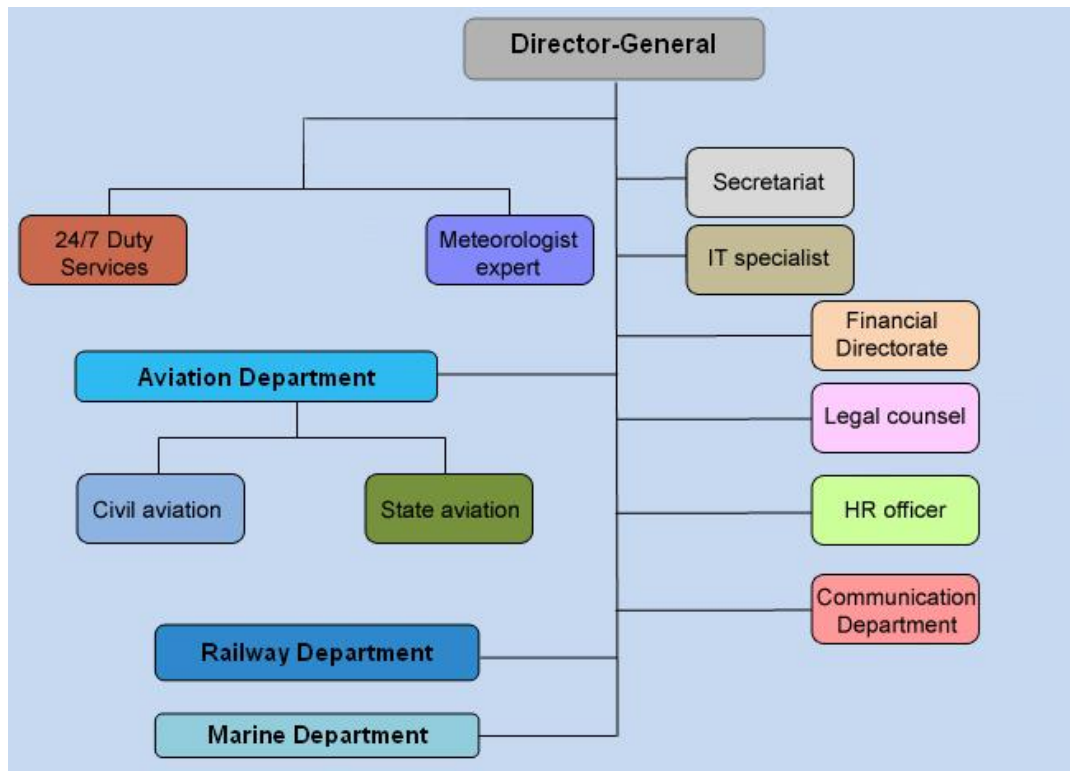 Director-General
Secretariat
24/7 Duty
Services
Meteorologist
expert
IT specialist
Financial
Directorate
Aviation Department
Legal counsel
Civil aviation
State aviation
HR officer
Communication
Department
Railway Department
Marine Department